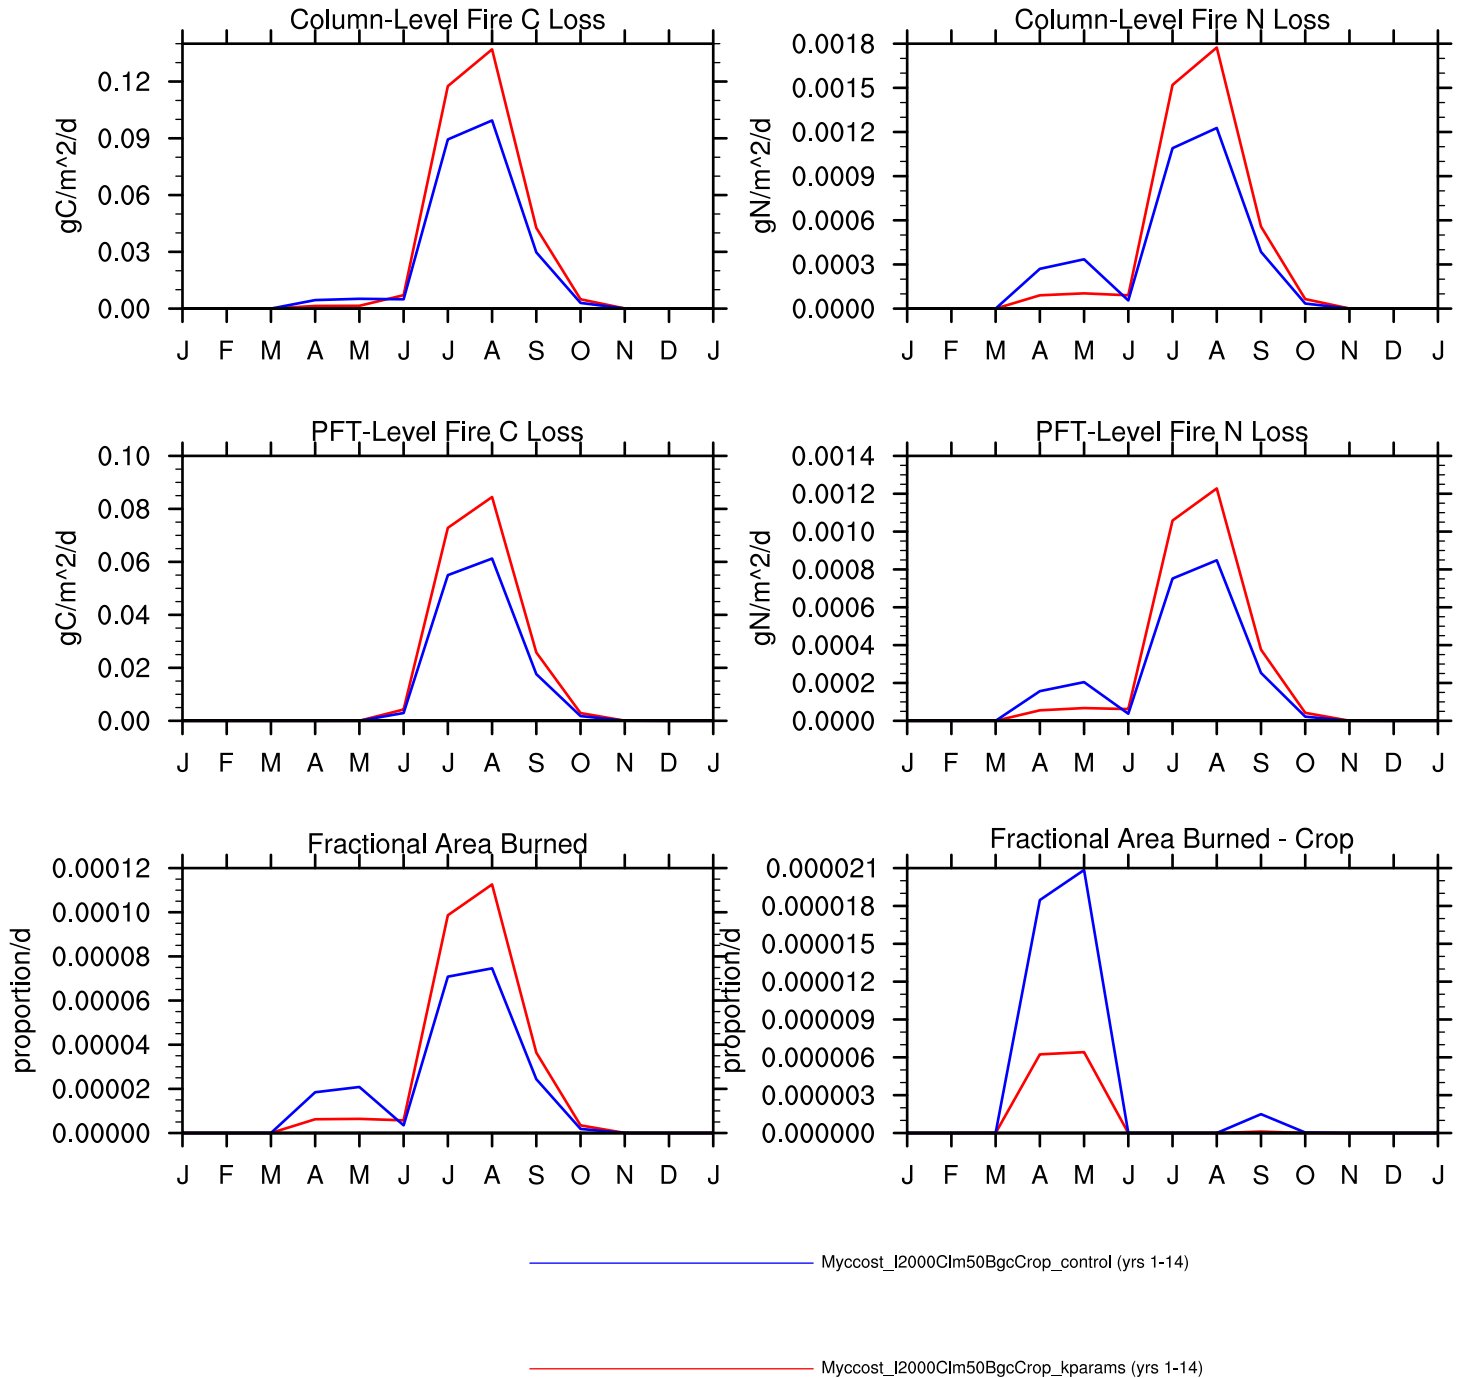 Column-Level Fire C Loss
gC/m^2/d
0.12
0.09
0.06
0.03
0.00
J F M A M J J A S O N D J
Column-Level Fire N Loss
gN/m^2/d
0.0018
0.0015
0.0012
0.0009
0.0006
0.0003
0.0000
J F M A M J J A S O N D J
PFT-Level Fire C Loss
gC/m^2/d
0.10
0.08
0.06
0.04
0.02
0.00
J F M A M J J A S O N D J
PFT-Level Fire N Loss
gN/m^2/d
0.0014
0.0012
0.0010
0.0008
0.0006
0.0004
0.0002
0.0000
J F M A M J J A S O N D J
Fractional Area Burned
proportion/d
0.00012
0.00010
0.00008
0.00006
0.00004
0.00002
0.00000
J F M A M J J A S O N D J
Fractional Area Burned - Crop
proportion/d
0.000021
0.000018
0.000015
0.000012
0.000009
0.000006
0.000003
0.000000
J F M A M J J A S O N D J
Myccost_I2000Clm50BgcCrop_control (yrs 1-14)
Myccost_I2000Clm50BgcCrop_kparams (yrs 1-14)